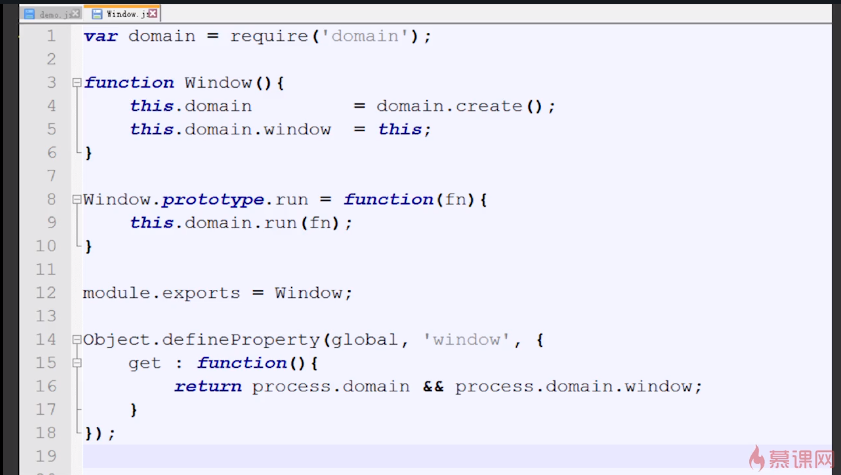 demo.js Window.js
1 var domain = require('domain');
2
3 function Window(){
4 this.domain = domain.create();
5 this.domain.window = this;
6 }
7
8 Window.prototype.run = function(fn){
9 this.domain.run(fn);
10 }
11
12 module.exports = Window;
13
14 Object.defineProperty(global, 'window', {
15 get : function(){
16 return process.domain && process.domain.window;
17 }
18 });
19
慕课网